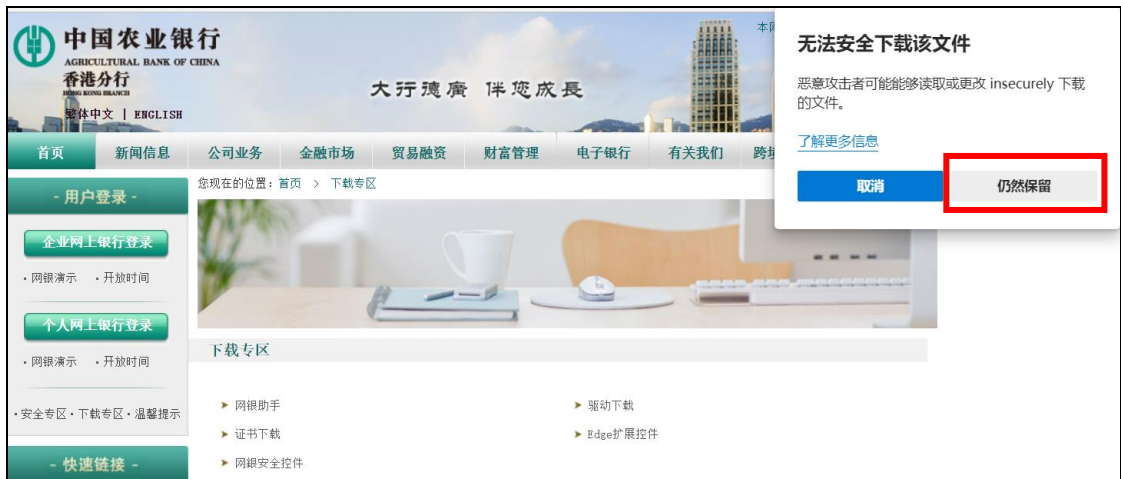 中国农业银行
AGRICULTURAL BANK OF CHINA
香港分行
HONG KONG BRANCH
繁体中文 | ENGLISH
大行德廣 伴您成長
本网
无法安全下载该文件
恶意攻击者可能能够读取或更改 insecurely 下载
的文件。
了解更多信息
取消 仍然保留
首页 新闻信息 公司业务 金融市场 贸易融资 财富管理 电子银行 有关我们 跨境
- 用户登录 -
企业网上银行登录
·网银演示 ·开放时间
个人网上银行登录
·网银演示 ·开放时间
·安全专区·下载专区·温馨提示
- 快速链接 -
您现在的位置：首页 > 下载专区
下载专区
网银助手 驱动下载
证书下载 Edge扩展控件
网银安全控件